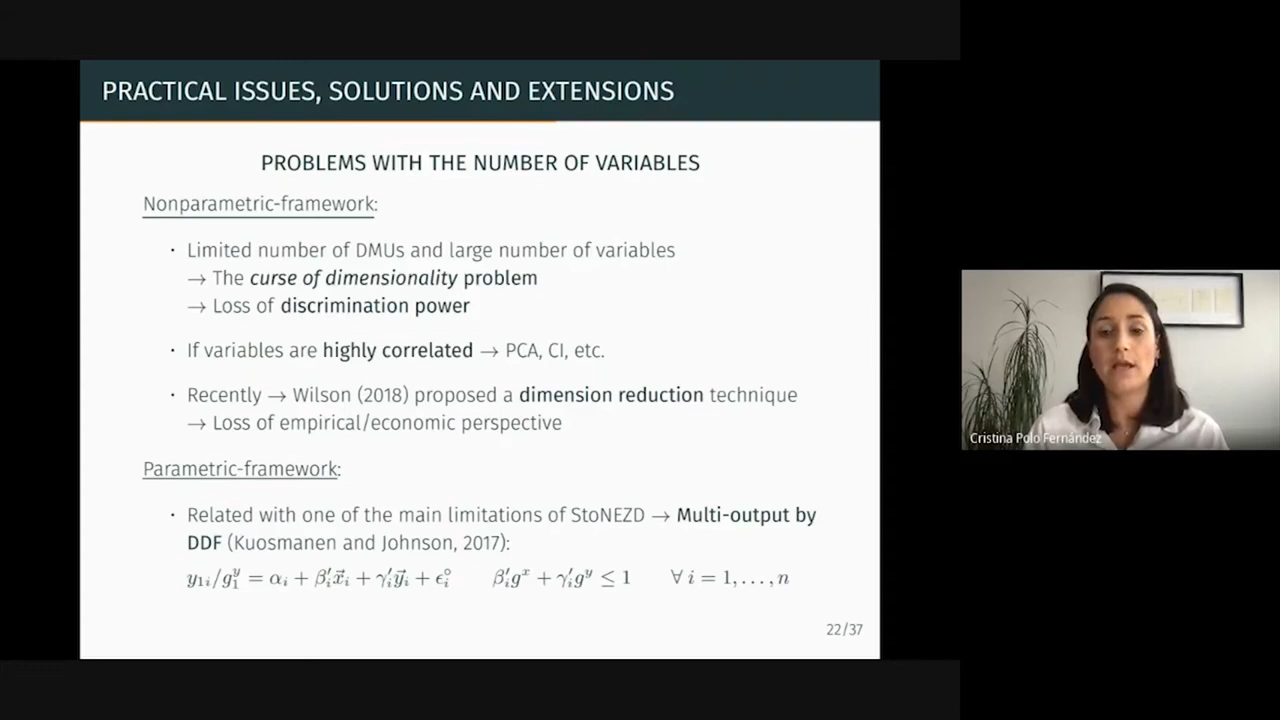 PRACTICAL ISSUES, SOLUTIONS AND EXTENSIONS
PROBLEMS WITH THE NUMBER OF VARIABLES
Nonparametric-framework:
· Limited number of DMUs and large number of variables
→ The curse of dimensionality problem
→ Loss of discrimination power
· If variables are highly correlated → PCA, CI, etc.
· Recently → Wilson (2018) proposed a dimension reduction technique
→ Loss of empirical/economic perspective
Parametric-framework:
· Related with one of the main limitations of StoNEZD → Multi-output by
DDF (Kuosmanen and Johnson, 2017):
y₁ᵢ/g₁ʸ = αᵢ + β′ᵢx⃗ᵢ + γ′ᵢy⃗ᵢ + ϵᵢ° β′ᵢgˣ + γ′ᵢgʸ ≤ 1 ∀ i = 1, . . . , n
22/37
Cristina Polo Fernández